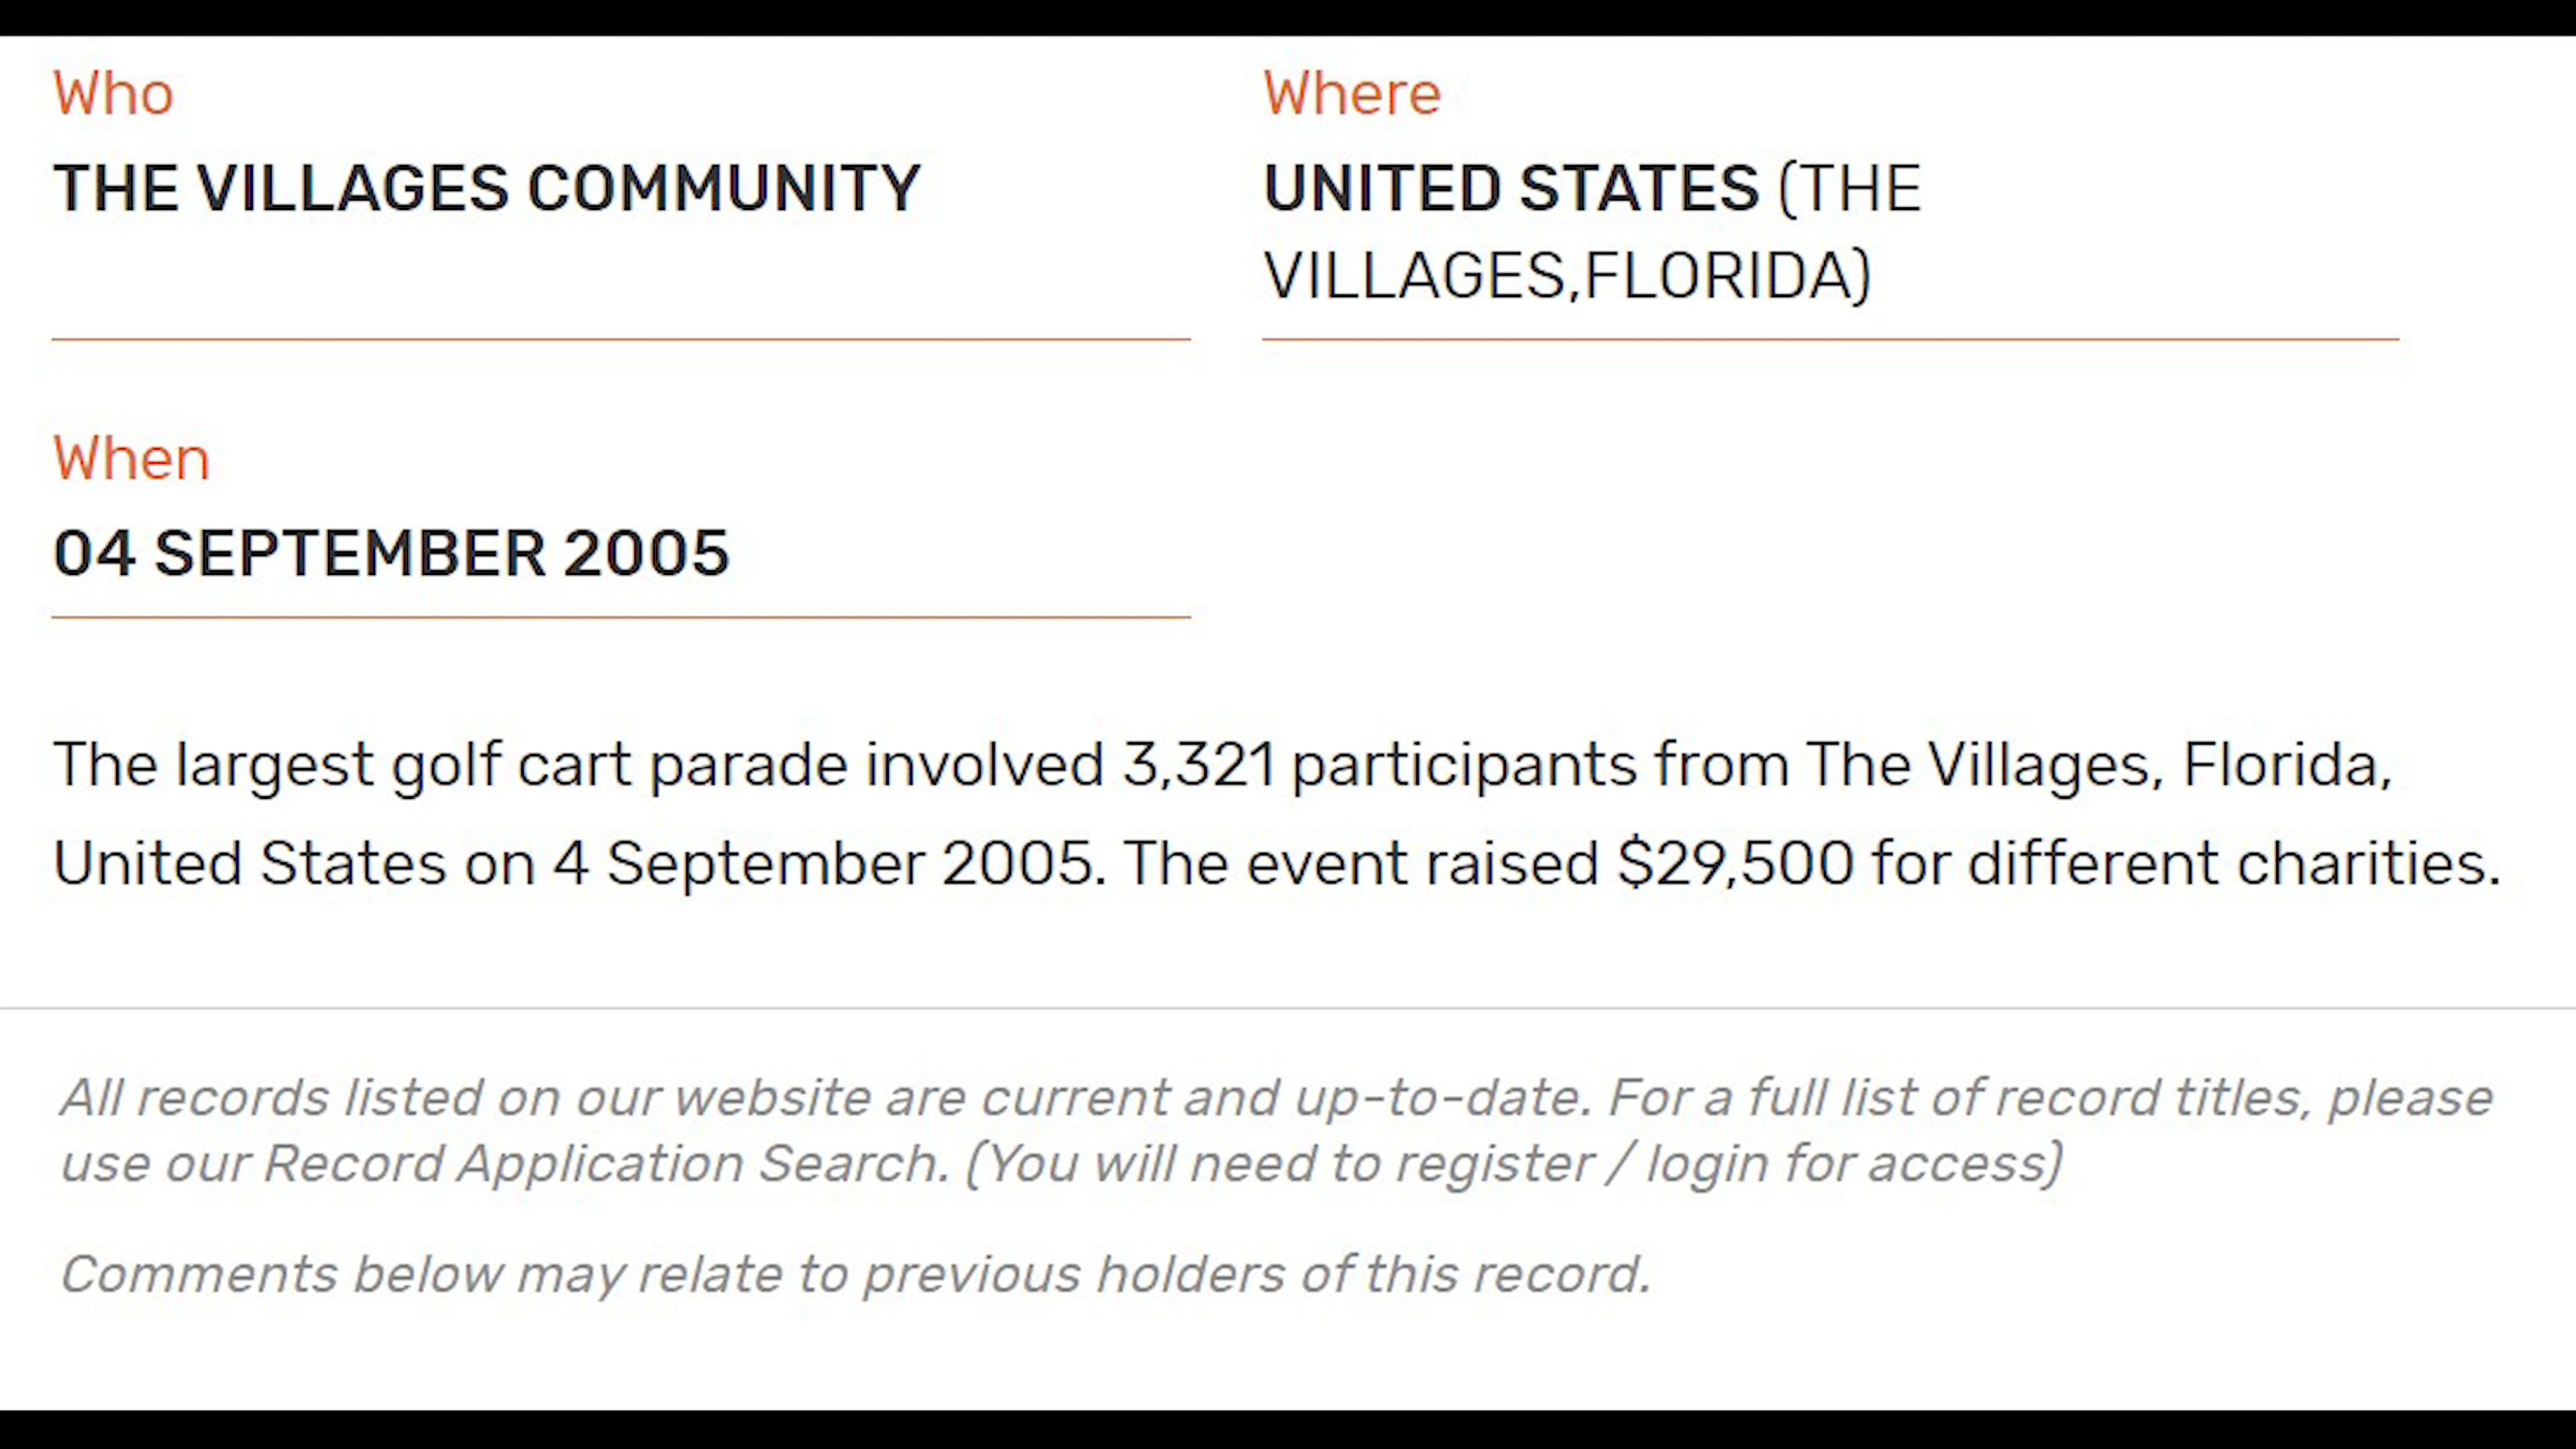 Who
THE VILLAGES COMMUNITY
Where
UNITED STATES (THE
VILLAGES,FLORIDA)
When
04 SEPTEMBER 2005
The largest golf cart parade involved 3,321 participants from The Villages, Florida,
United States on 4 September 2005. The event raised $29,500 for different charities.
All records listed on our website are current and up-to-date. For a full list of record titles, please
use our Record Application Search. (You will need to register / login for access)
Comments below may relate to previous holders of this record.